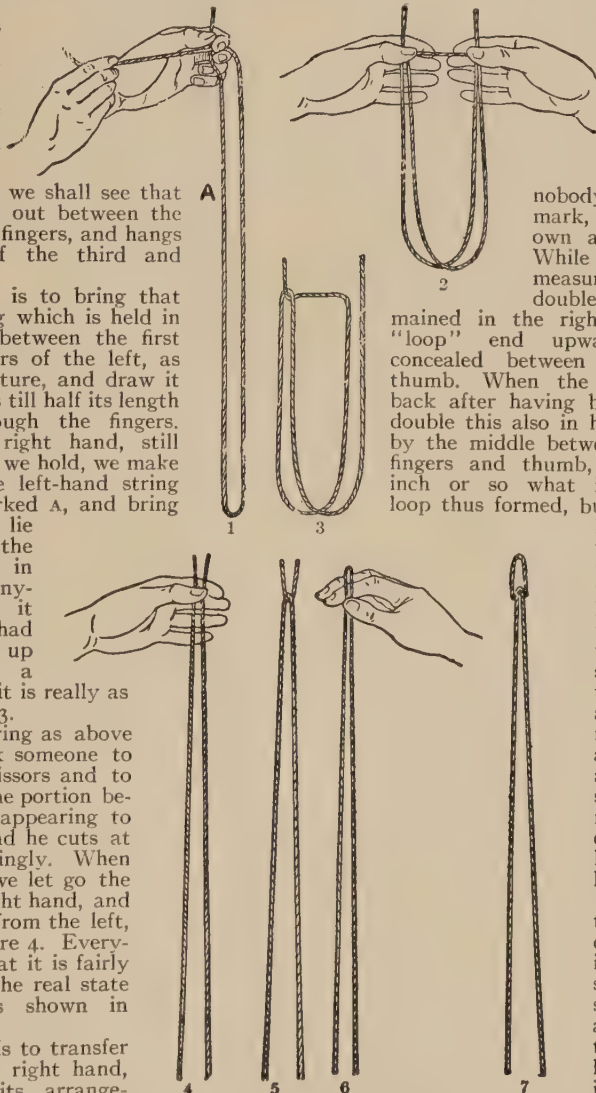 we shall see that
out between the
fingers, and hangs
f the third and
is to bring that
g which is held in
between the first
rs of the left, as
ture, and draw it
s till half its length
ough the fingers.
right hand, still
we hold, we make
e left-hand string
rked A, and bring
lie
the
in
ny-
it
had
up
a
it is really as
3.
ring as above
k someone to
issors and to
ne portion be-
appearing to
nd he cuts at
ingly. When
we let go the
ght hand, and
from the left,
re 4. Every-
at it is fairly
he real state
s shown in
is to transfer
right hand,
its arrange-
A
1
2
3
nobody
mark,
own a
While
measu
double
mained in the right
"loop" end upwa
concealed between
thumb. When the
back after having b
double this also in h
by the middle betwe
fingers and thumb,
inch or so what
loop thus formed, bu
4
5
6
7